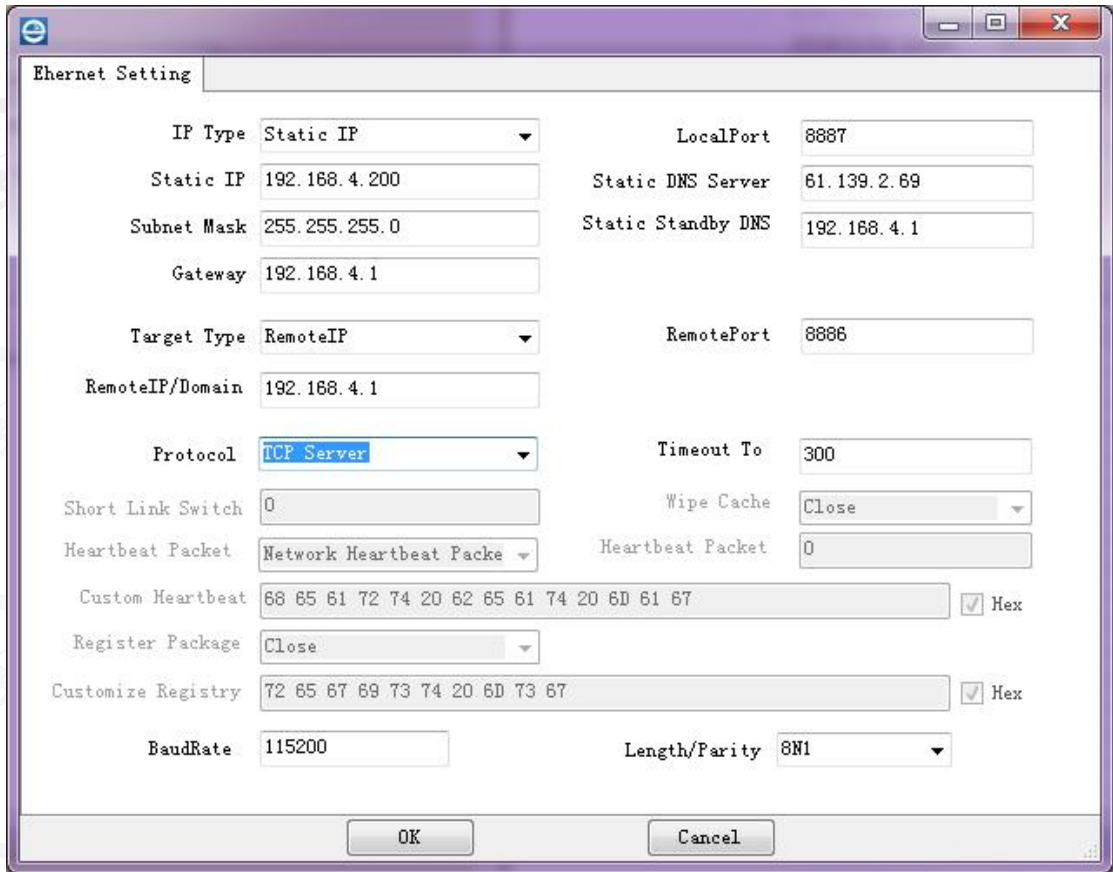 Ehernet Setting
IP Type Static IP LocalPort 8887
Static IP 192.168.4.200 Static DNS Server 61.139.2.69
Subnet Mask 255.255.255.0 Static Standby DNS 192.168.4.1
Gateway 192.168.4.1
Target Type RemoteIP RemotePort 8886
RemoteIP/Domain 192.168.4.1
Protocol TCP Server Timeout To 300
Short Link Switch 0 Wipe Cache Close
Heartbeat Packet Network Heartbeat Packe Heartbeat Packet 0
Custom Heartbeat 68 65 61 72 74 20 62 65 61 74 20 6D 61 67 Hex
Register Package Close
Customize Registry 72 65 67 69 73 74 20 6D 73 67 Hex
BaudRate 115200 Length/Parity 8N1
OK Cancel